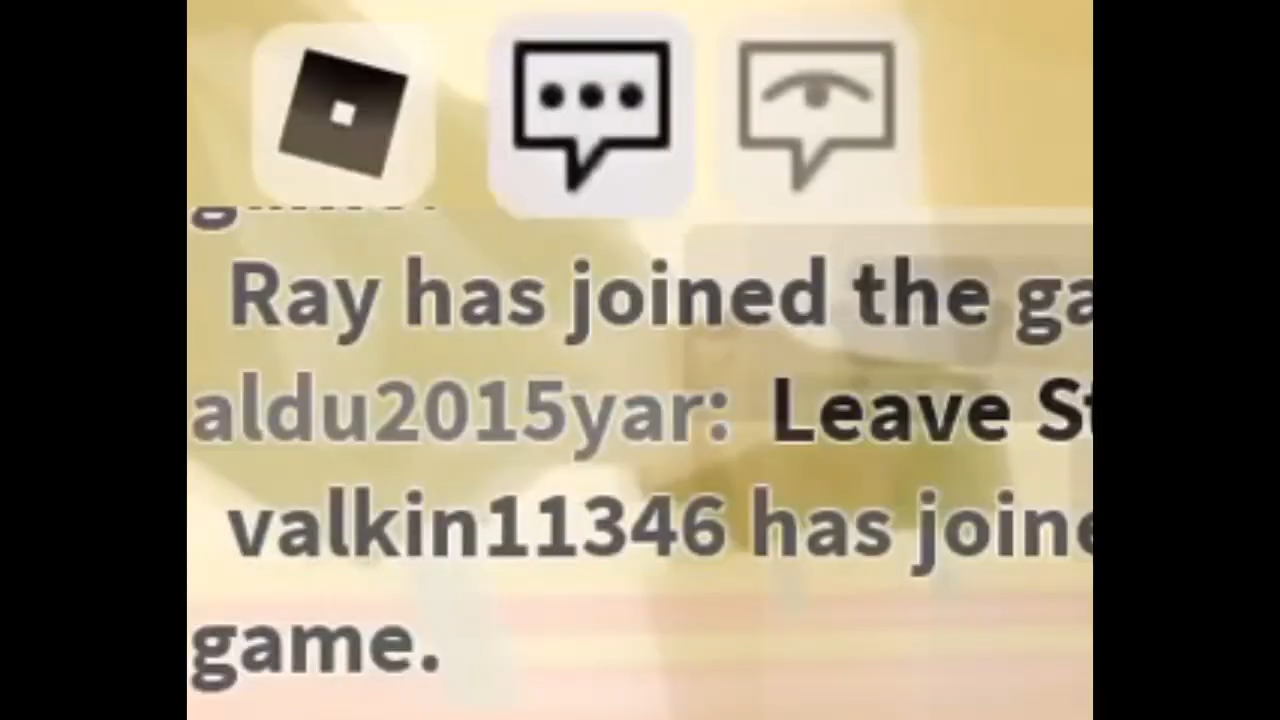 Ray has joined the ga
aldu2015yar: Leave St
valkin11346 has joine
game.